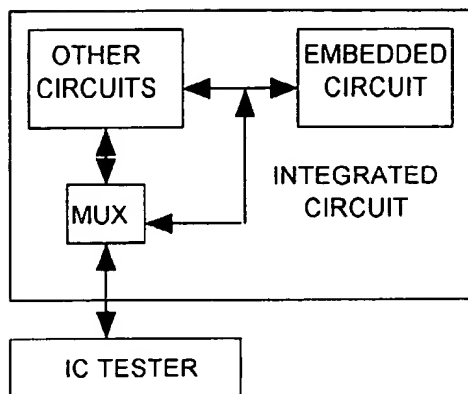 OTHER
CIRCUITS
EMBEDDED
CIRCUIT
INTEGRATED
CIRCUIT
MUX
IC TESTER